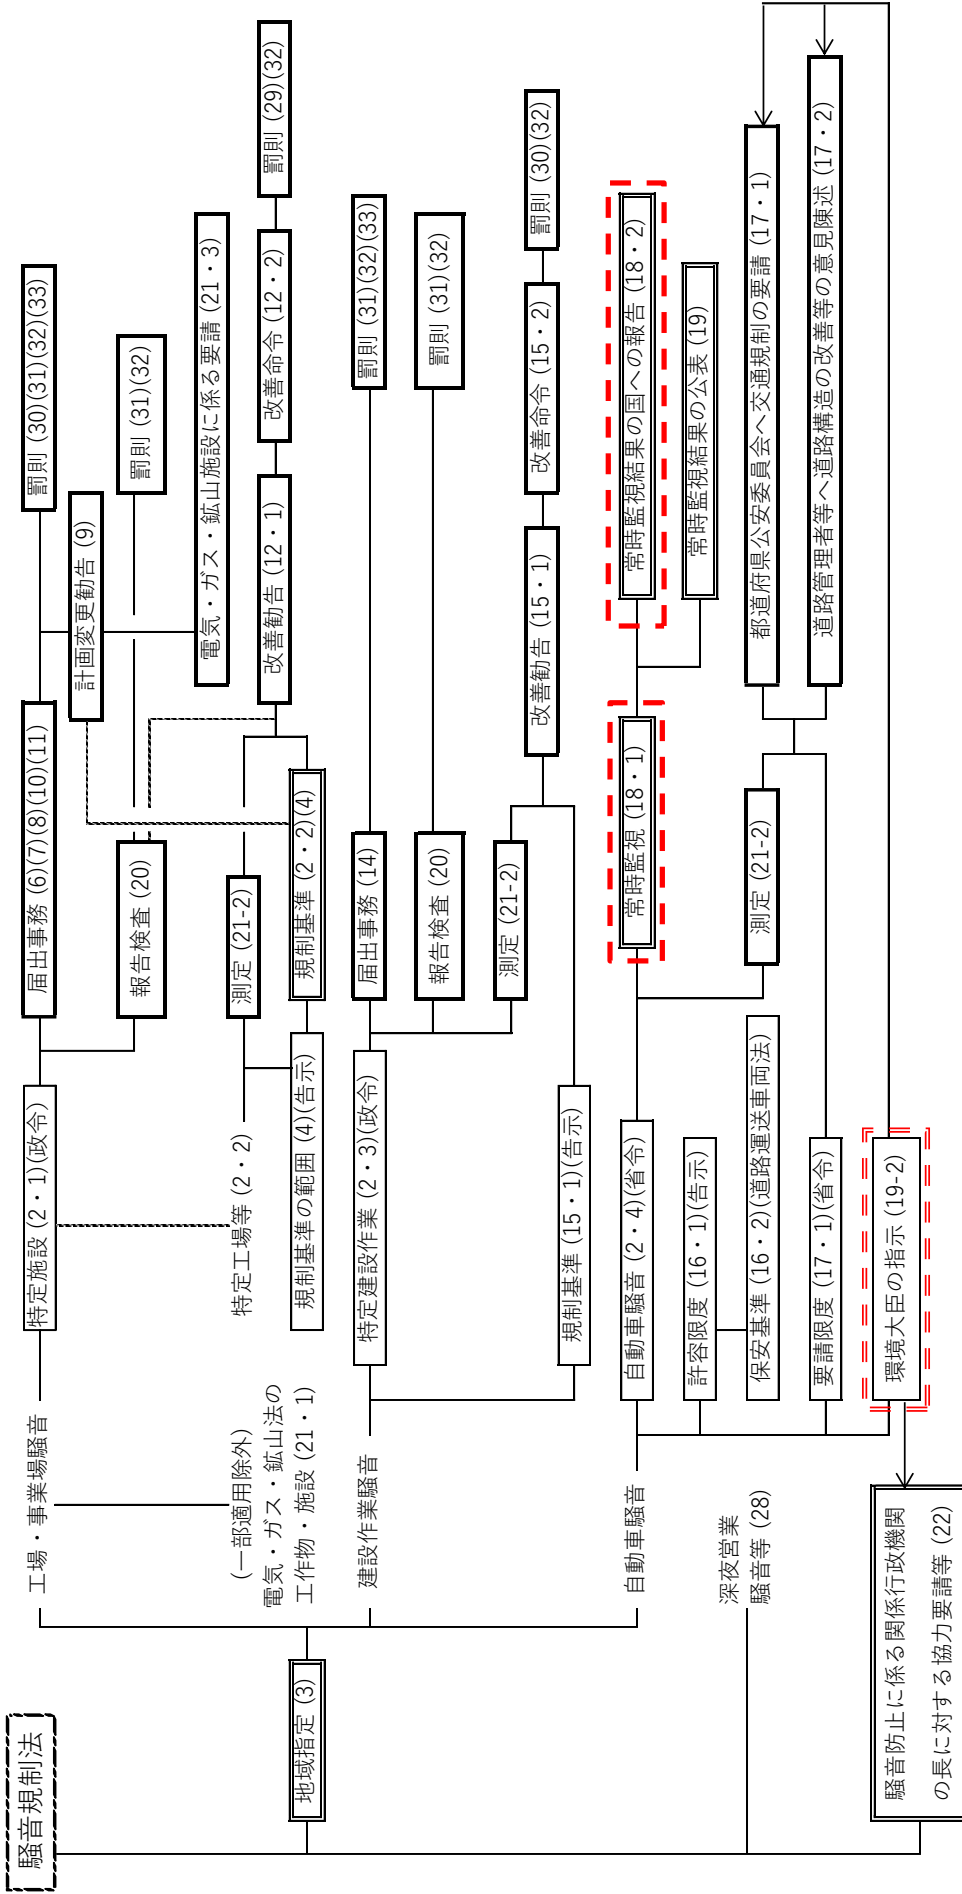 騒音規制法
地域指定 (3)
工場・事業場騒音
特定施設 (2・1)(政令)
届出事務 (6)(7)(8)(10)(11)
罰則 (30)(31)(32)(33)
計画変更勧告 (9)
報告検査 (20)
罰則 (31)(32)
電気・ガス・鉱山施設に係る要請 (21・3)
(一部適用除外)
電気・ガス・鉱山法の
工作物・施設 (21・1)
特定工場等 (2・2)
測定 (21-2)
規制基準の範囲 (4)(告示)
規制基準 (2・2)(4)
改善勧告 (12・1)
改善命令 (12・2)
罰則 (29)(32)
建設作業騒音
特定建設作業 (2・3)(政令)
届出事務 (14)
罰則 (31)(32)(33)
報告検査 (20)
罰則 (31)(32)
測定 (21-2)
規制基準 (15・1)(告示)
改善勧告 (15・1)
改善命令 (15・2)
罰則 (30)(32)
自動車騒音
自動車騒音 (2・4)(省令)
常時監視 (18・1)
常時監視結果の国への報告 (18・2)
常時監視結果の公表 (19)
許容限度 (16・1)(告示)
保安基準 (16・2)(道路運送車両法)
測定 (21-2)
都道府県公安委員会へ交通規制の要請 (17・1)
要請限度 (17・1)(省令)
道路管理者等へ道路構造の改善等の意見陳述 (17・2)
環境大臣の指示 (19-2)
深夜営業
騒音等 (28)
騒音防止に係る関係行政機関
の長に対する協力要請等 (22)